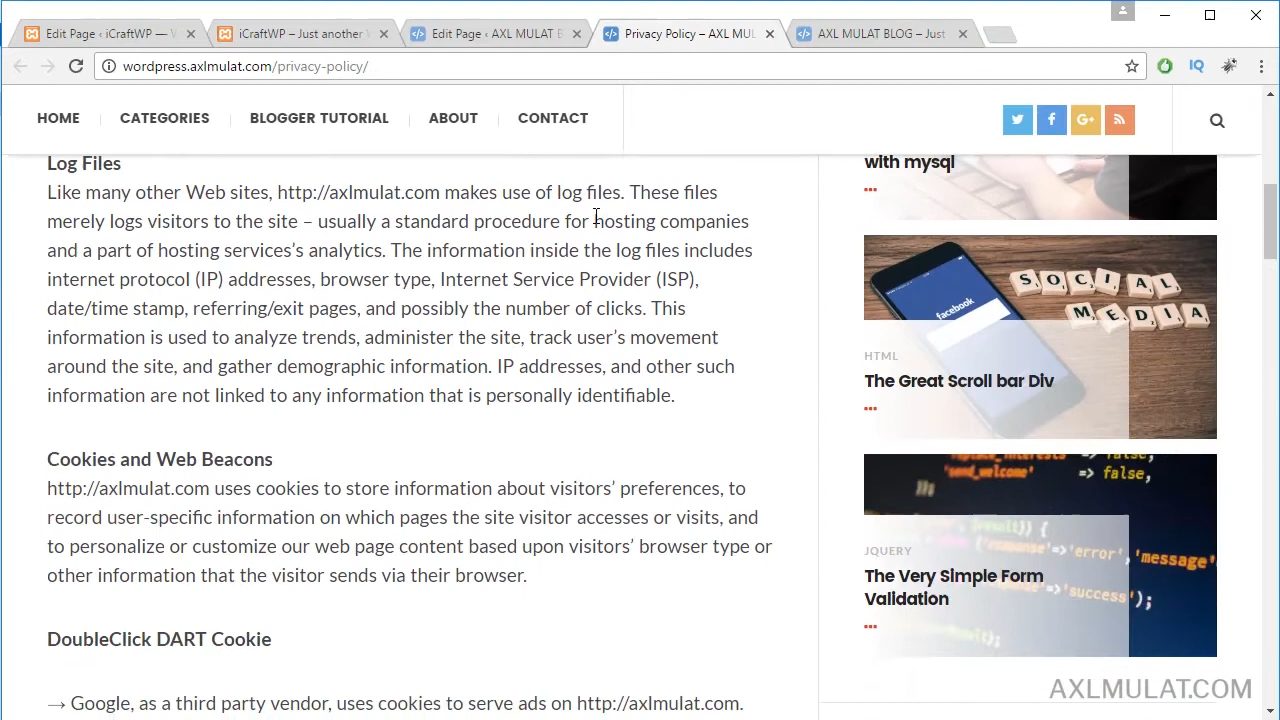 Edit Page ‹ iCraftWP — W
iCraftWP – Just another
Edit Page ‹ AXL MULAT B
Privacy Policy – AXL MUL
AXL MULAT BLOG – Just
wordpress.axlmulat.com/privacy-policy/
IQ
HOME
CATEGORIES
BLOGGER TUTORIAL
ABOUT
CONTACT
Log Files
Like many other Web sites, http://axlmulat.com makes use of log files. These files
merely logs visitors to the site – usually a standard procedure for hosting companies
and a part of hosting services’s analytics. The information inside the log files includes
internet protocol (IP) addresses, browser type, Internet Service Provider (ISP),
date/time stamp, referring/exit pages, and possibly the number of clicks. This
information is used to analyze trends, administer the site, track user’s movement
around the site, and gather demographic information. IP addresses, and other such
information are not linked to any information that is personally identifiable.
Cookies and Web Beacons
http://axlmulat.com uses cookies to store information about visitors’ preferences, to
record user-specific information on which pages the site visitor accesses or visits, and
to personalize or customize our web page content based upon visitors’ browser type or
other information that the visitor sends via their browser.
DoubleClick DART Cookie
→ Google, as a third party vendor, uses cookies to serve ads on http://axlmulat.com.
with mysql
facebook
SOCIAL
MEDIA
HTML
The Great Scroll bar Div
=> false,
'send_welcome' => false,
JQUERY
The Very Simple Form
Validation
AXLMULAT.COM